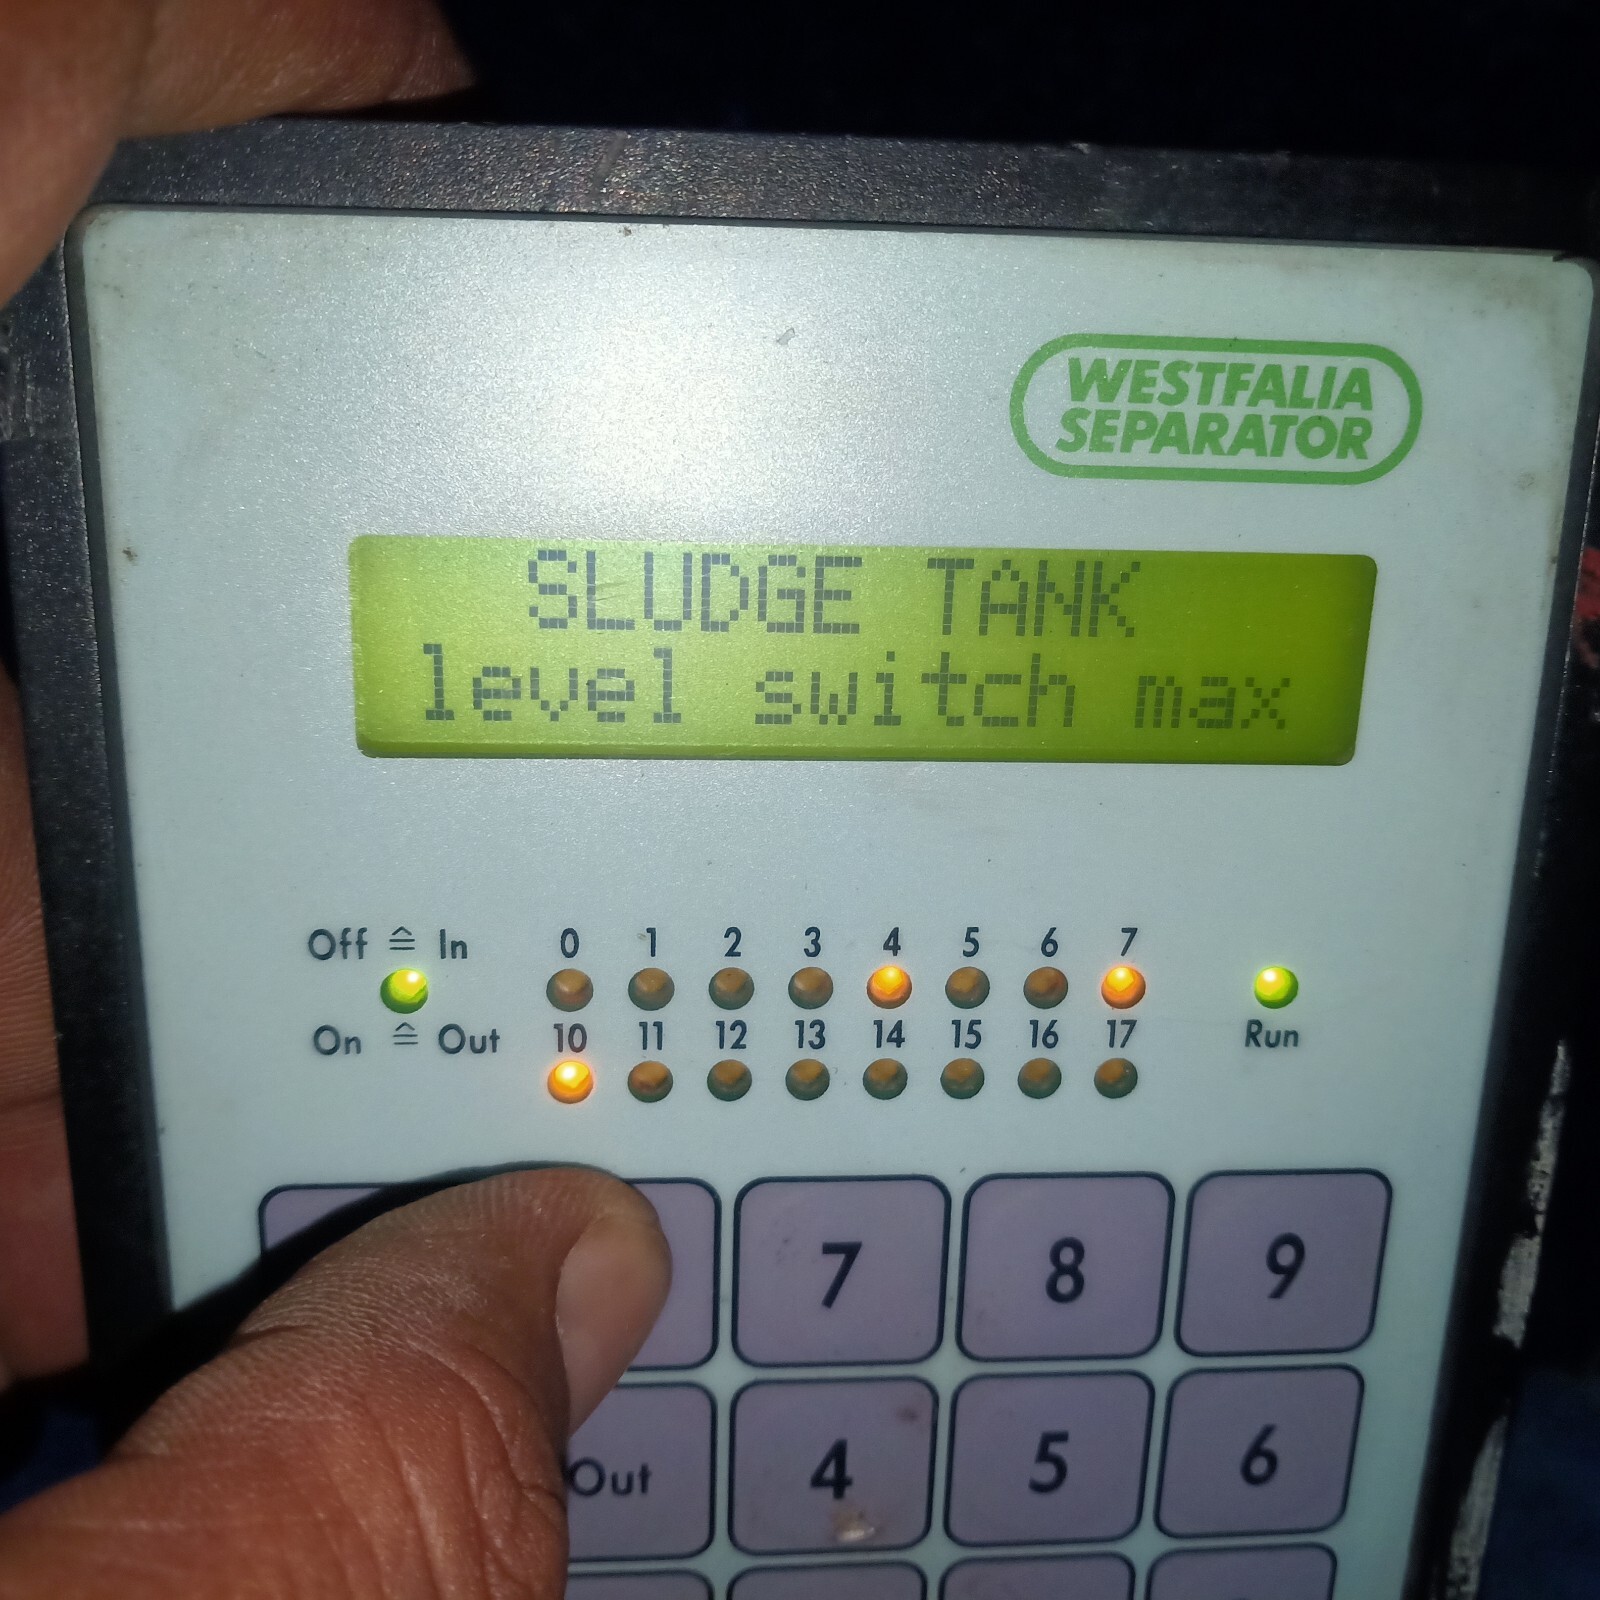 WESTFALIA
SEPARATOR
SLUDGE TANK
level switch max
Off ≙ In 0 1 2 3 4 5 6 7
On ≙ Out 10 11 12 13 14 15 16 17 Run
7 8 9
Out 4 5 6